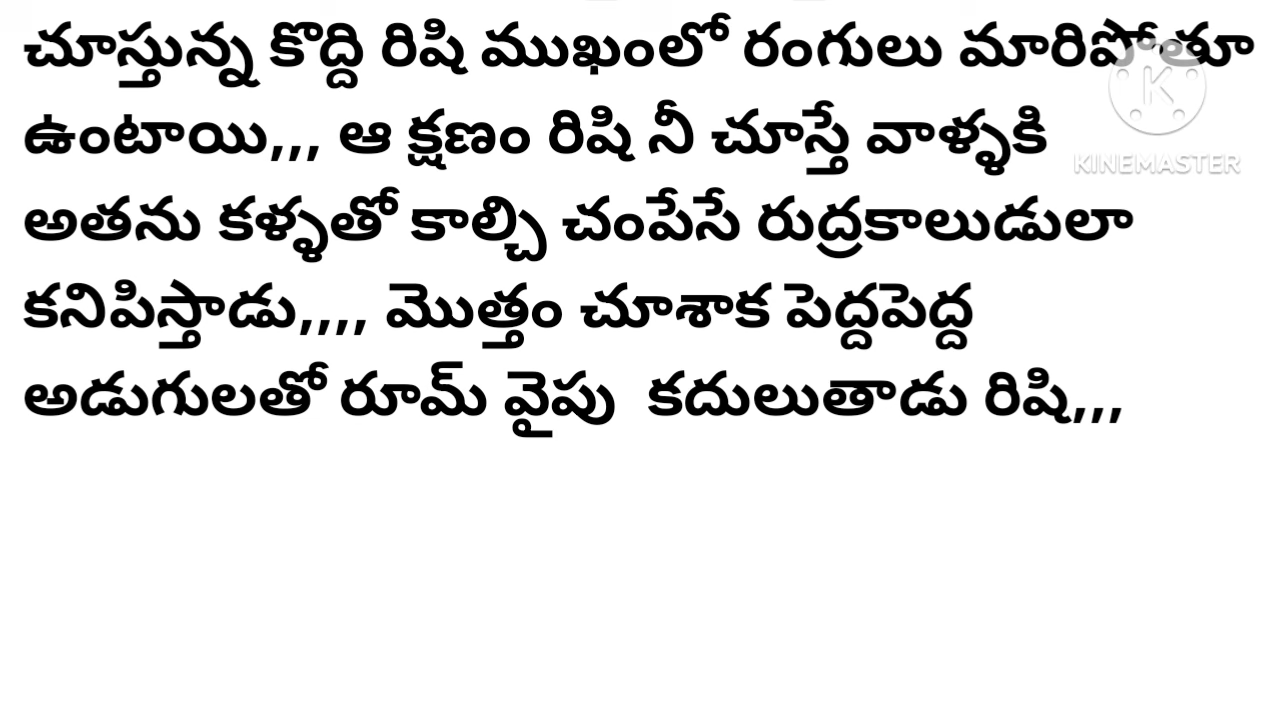 చూస్తున్న కొద్ది రిషి ముఖంలో రంగులు మారిపోతూ
ఉంటాయి,,, ఆ క్షణం రిషి నీ చూస్తే వాళ్ళకి
KINEMASTER
అతను కళ్ళతో కాల్చి చంపేసే రుద్రకాలుడులా
కనిపిస్తాడు,,,, మొత్తం చూశాక పెద్దపెద్ద
అడుగులతో రూమ్ వైపు  కదులుతాడు రిషి,,,